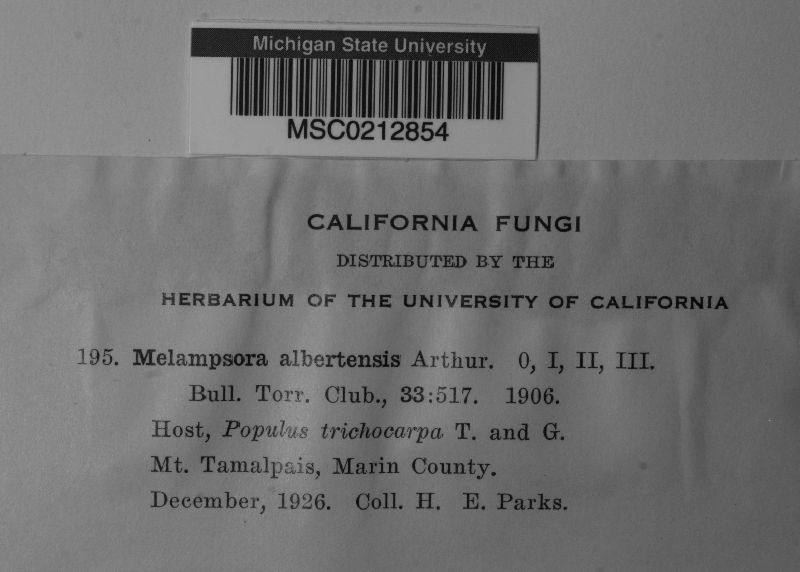 Michigan State University
MSC0212854
CALIFORNIA FUNGI
DISTRIBUTED BY THE
HERBARIUM OF THE UNIVERSITY OF CALIFORNIA
195. Melampsora albertensis Arthur. 0, I, II, III.
Bull. Torr. Club., 33:517. 1906.
Host, Populus trichocarpa T. and G.
Mt. Tamalpais, Marin County.
December, 1926. Coll. H. E. Parks.